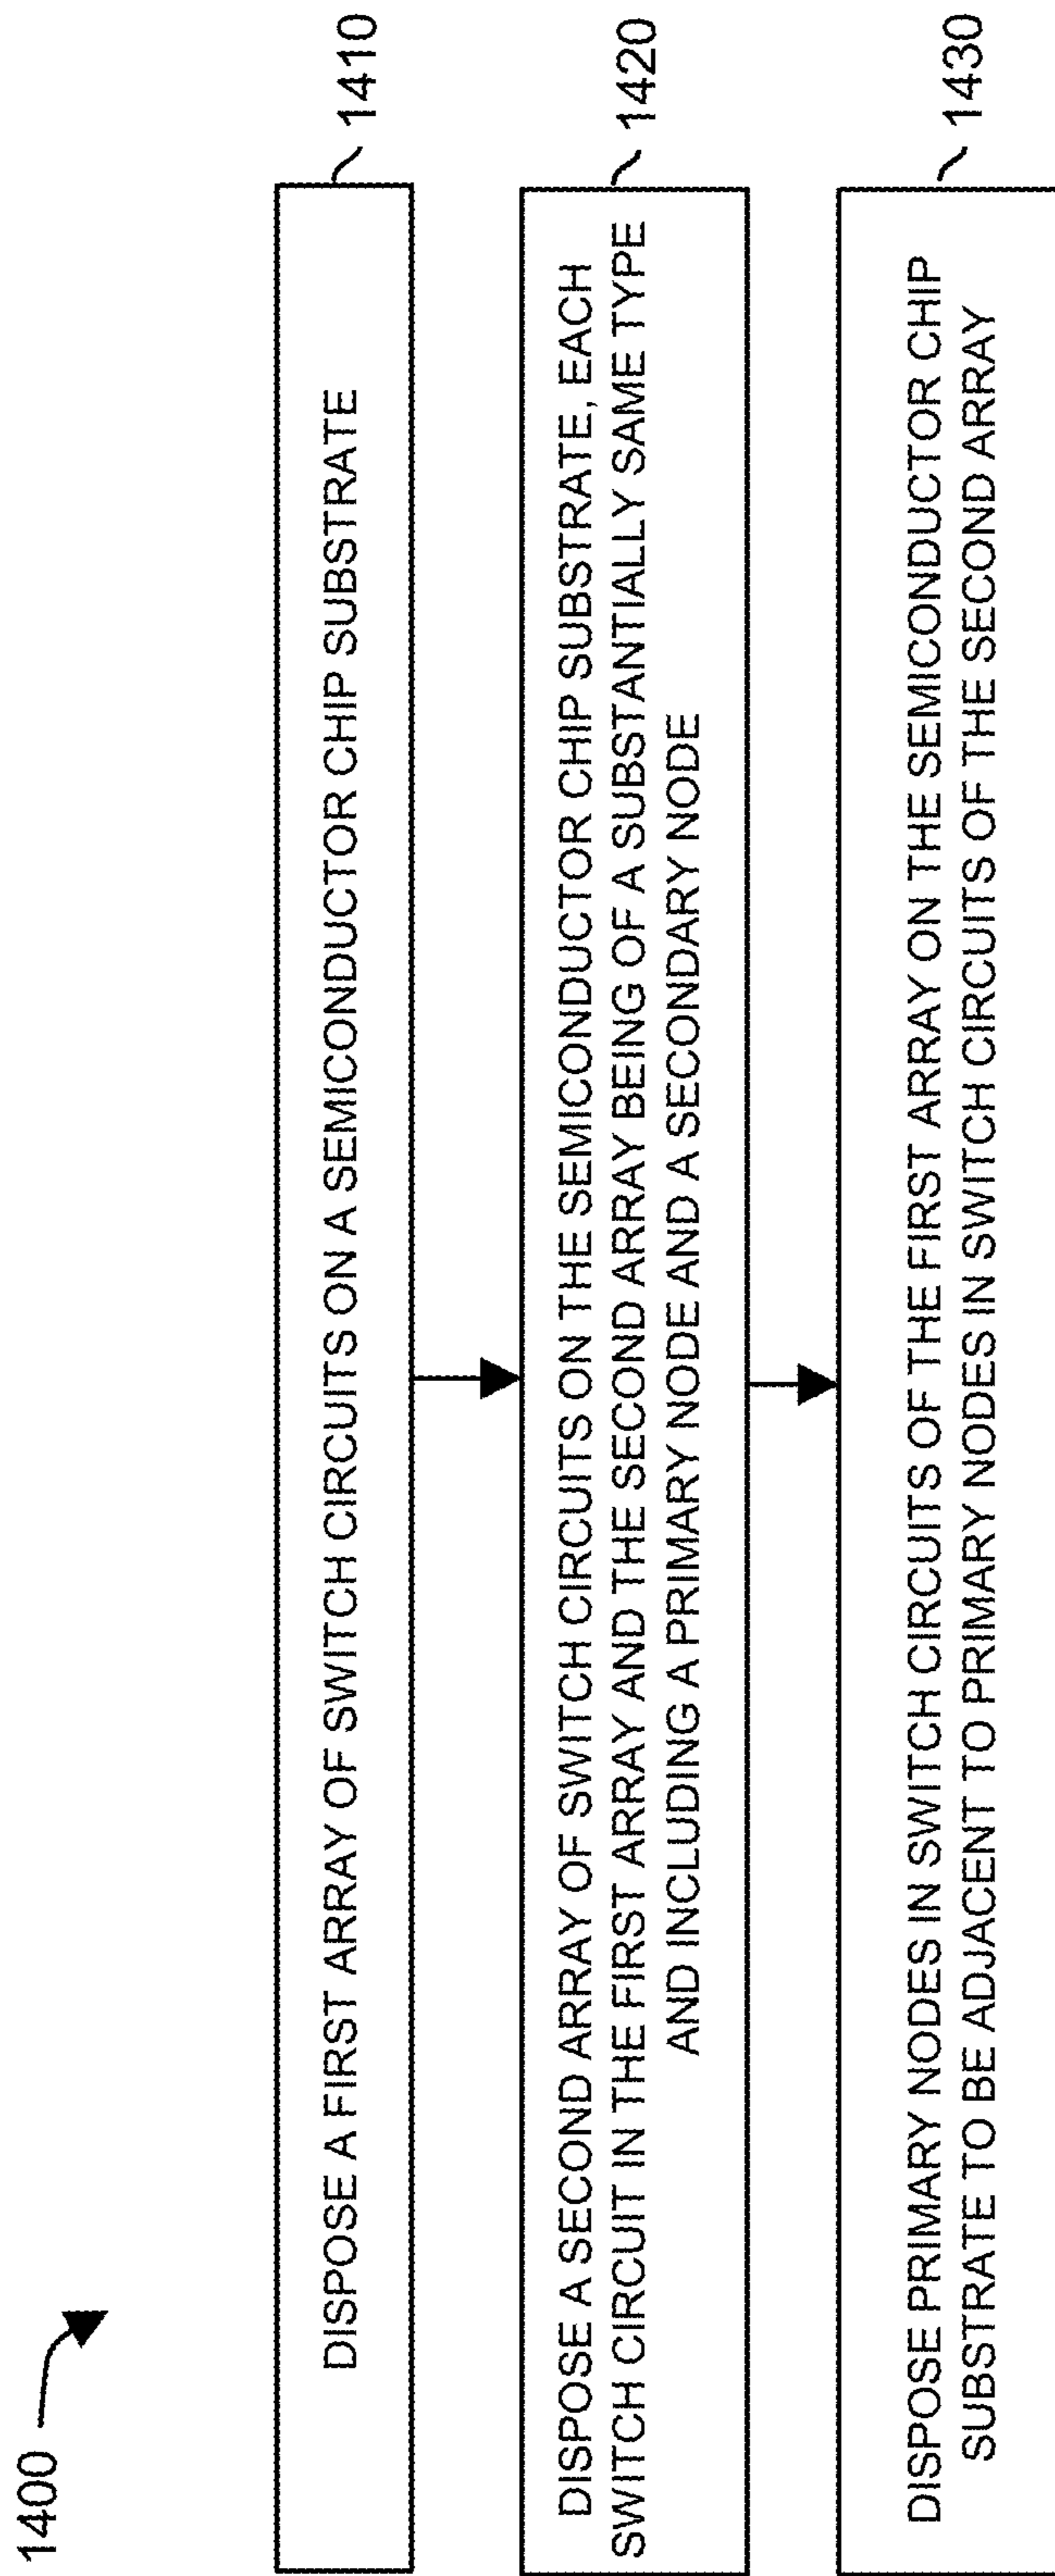 1400
DISPOSE A FIRST ARRAY OF SWITCH CIRCUITS ON A SEMICONDUCTOR CHIP SUBSTRATE
1410
DISPOSE A SECOND ARRAY OF SWITCH CIRCUITS ON THE SEMICONDUCTOR CHIP SUBSTRATE, EACH
SWITCH CIRCUIT IN THE FIRST ARRAY AND THE SECOND ARRAY BEING OF A SUBSTANTIALLY SAME TYPE
AND INCLUDING A PRIMARY NODE AND A SECONDARY NODE
1420
DISPOSE PRIMARY NODES IN SWITCH CIRCUITS OF THE FIRST ARRAY ON THE SEMICONDUCTOR CHIP
SUBSTRATE TO BE ADJACENT TO PRIMARY NODES IN SWITCH CIRCUITS OF THE SECOND ARRAY
1430